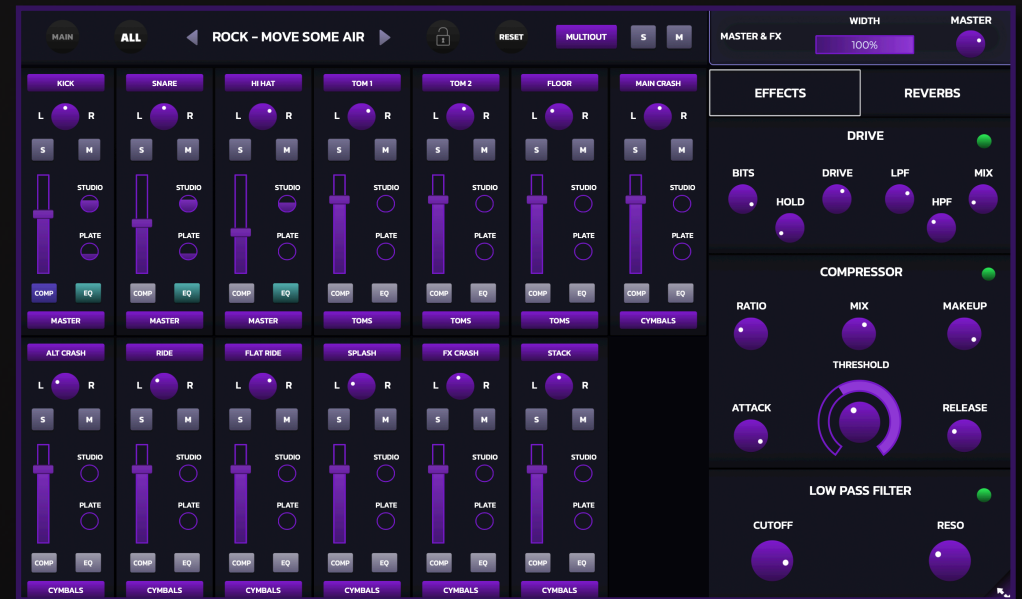 MAIN ALL ROCK - MOVE SOME AIR RESET MULTIOUT S M
WIDTH MASTER
MASTER & FX 100%
KICK SNARE HI HAT TOM 1 TOM 2 FLOOR MAIN CRASH
L R L R L R L R L R L R L R
S M S M S M S M S M S M S M
STUDIO STUDIO STUDIO STUDIO STUDIO STUDIO STUDIO
PLATE PLATE PLATE PLATE PLATE PLATE PLATE
COMP EQ COMP EQ COMP EQ COMP EQ COMP EQ COMP EQ COMP EQ
MASTER MASTER MASTER TOMS TOMS TOMS CYMBALS
ALT CRASH RIDE FLAT RIDE SPLASH FX CRASH STACK
L R L R L R L R L R L R
S M S M S M S M S M S M
STUDIO STUDIO STUDIO STUDIO STUDIO STUDIO
PLATE PLATE PLATE PLATE PLATE PLATE
COMP EQ COMP EQ COMP EQ COMP EQ COMP EQ COMP EQ
CYMBALS CYMBALS CYMBALS CYMBALS CYMBALS CYMBALS
EFFECTS REVERBS
DRIVE
BITS DRIVE LPF MIX
HOLD HPF
COMPRESSOR
RATIO MIX MAKEUP
THRESHOLD
ATTACK RELEASE
LOW PASS FILTER
CUTOFF RESO